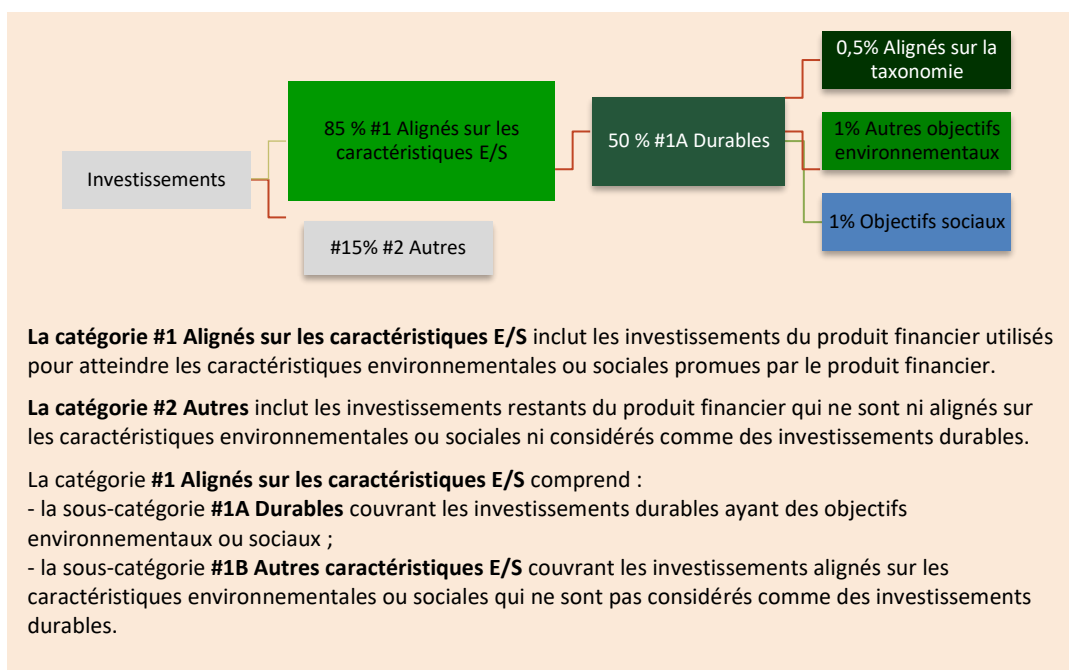 0,5% Alignés sur la
taxonomie
85 % #1 Alignés sur les
caractéristiques E/S
50 % #1A Durables
1% Autres objectifs
environnementaux
Investissements
1% Objectifs sociaux
#15% #2 Autres
La catégorie #1 Alignés sur les caractéristiques E/S inclut les investissements du produit financier utilisés
pour atteindre les caractéristiques environnementales ou sociales promues par le produit financier.
La catégorie #2 Autres inclut les investissements restants du produit financier qui ne sont ni alignés sur
les caractéristiques environnementales ou sociales ni considérés comme des investissements durables.
La catégorie #1 Alignés sur les caractéristiques E/S comprend :
- la sous-catégorie #1A Durables couvrant les investissements durables ayant des objectifs
environnementaux ou sociaux ;
- la sous-catégorie #1B Autres caractéristiques E/S couvrant les investissements alignés sur les
caractéristiques environnementales ou sociales qui ne sont pas considérés comme des investissements
durables.